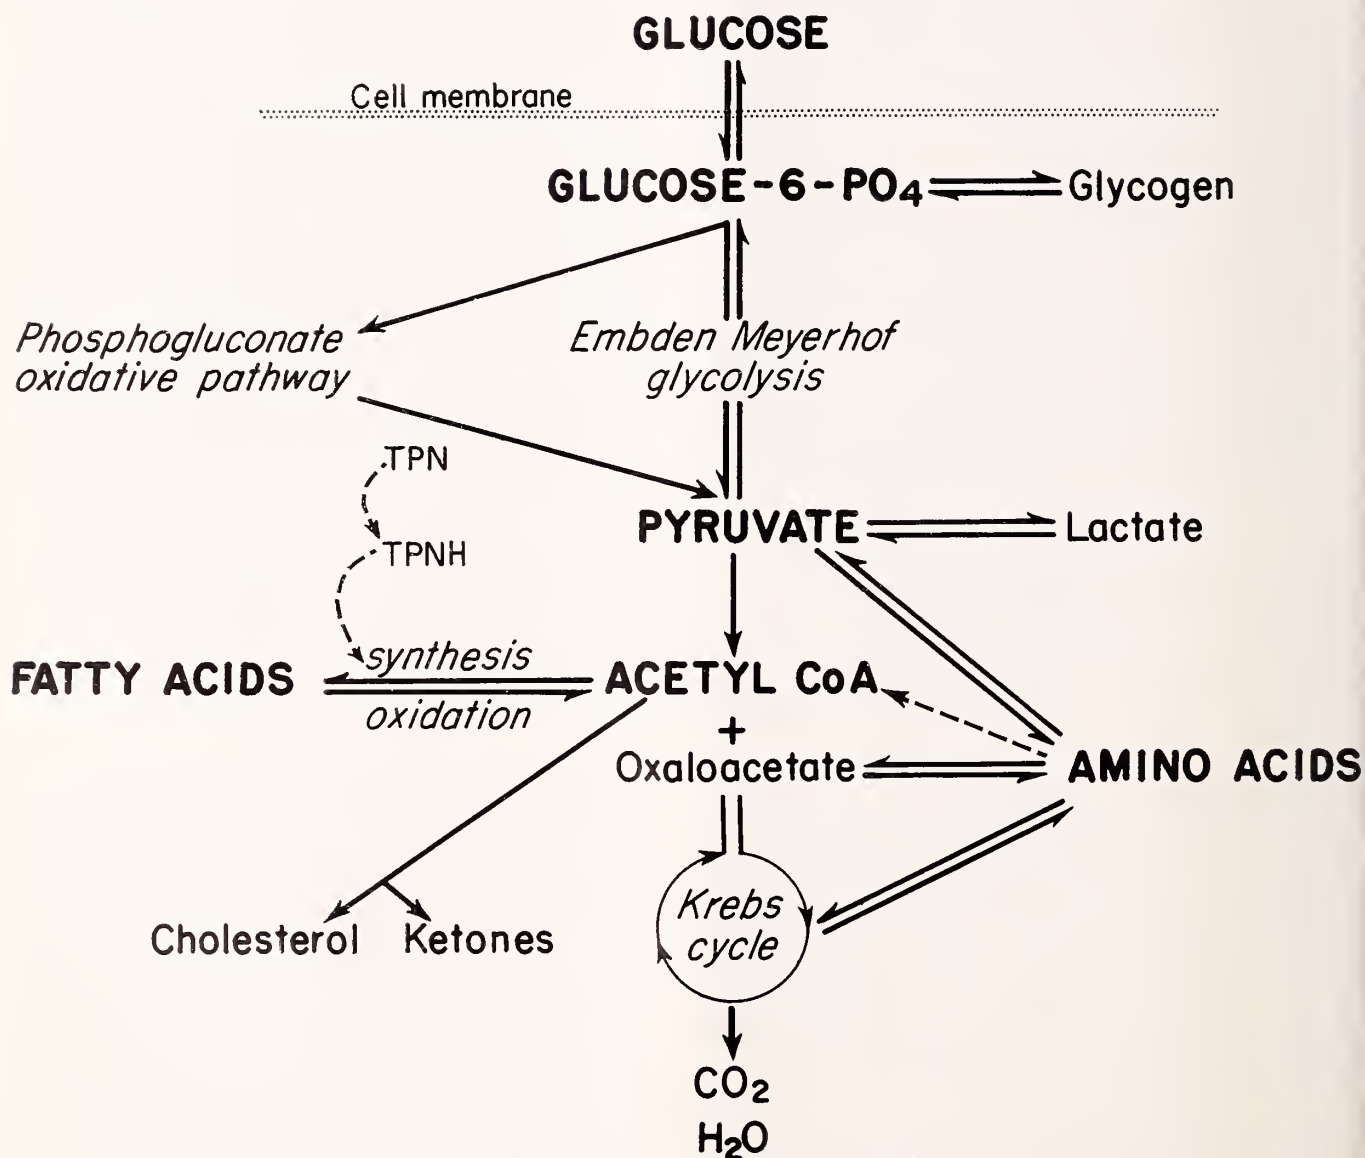 GLUCOSE
Cell membrane
GLUCOSE-6-PO4 Glycogen
Phosphogluconate
oxidative pathway
Embden Meyerhof
glycolysis
TPN
TPNH
PYRUVATE Lactate
FATTY ACIDS
synthesis
oxidation
ACETYL CoA
+
Oxaloacetate
AMINO ACIDS
Krebs
cycle
Cholesterol Ketones
CO2
H2O